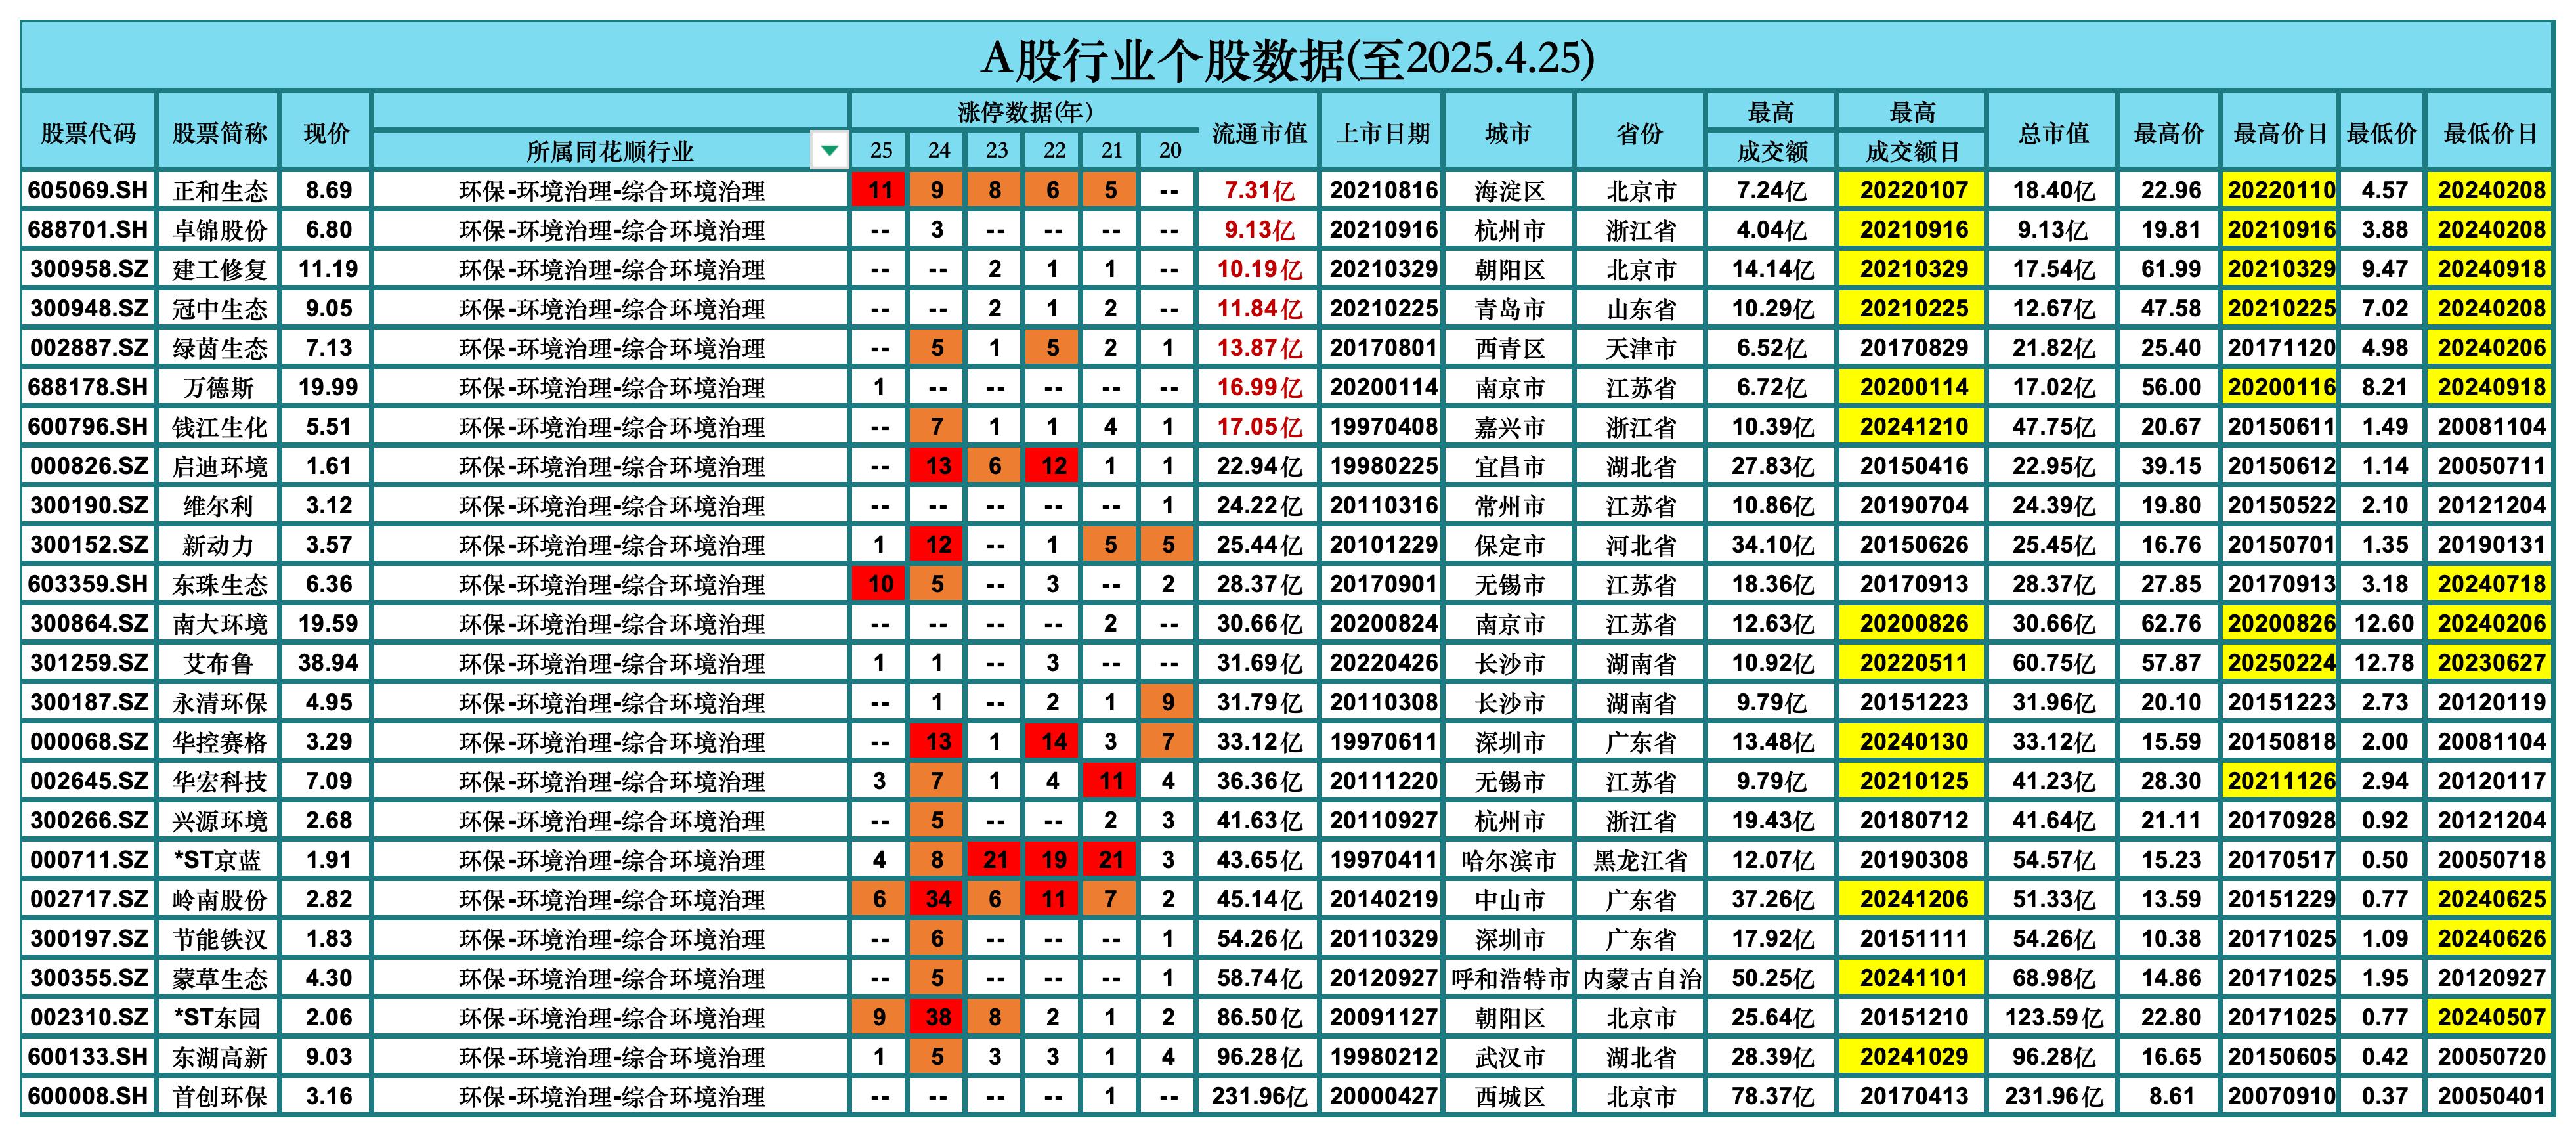 A股行业个股数据(至2025.4.25)
股票代码 股票简称 现价 所属同花顺行业 涨停数据(年) 25 24 23 22 21 20 流通市值 上市日期 城市 省份 最高成交额 最高成交额日 总市值 最高价 最高价日 最低价 最低价日
605069.SH 正和生态 8.69 环保-环境治理-综合环境治理 11 9 8 6 5 -- 7.31亿 20210816 海淀区 北京市 7.24亿 20220107 18.40亿 22.96 20220110 4.57 20240208
688701.SH 卓锦股份 6.80 环保-环境治理-综合环境治理 -- 3 -- -- -- -- 9.13亿 20210916 杭州市 浙江省 4.04亿 20210916 9.13亿 19.81 20210916 3.88 20240208
300958.SZ 建工修复 11.19 环保-环境治理-综合环境治理 -- -- 2 1 1 -- 10.19亿 20210329 朝阳区 北京市 14.14亿 20210329 17.54亿 61.99 20210329 9.47 20240918
300948.SZ 冠中生态 9.05 环保-环境治理-综合环境治理 -- -- 2 1 2 -- 11.84亿 20210225 青岛市 山东省 10.29亿 20210225 12.67亿 47.58 20210225 7.02 20240208
002887.SZ 绿茵生态 7.13 环保-环境治理-综合环境治理 -- 5 1 5 2 1 13.87亿 20170801 西青区 天津市 6.52亿 20170829 21.82亿 25.40 20171120 4.98 20240206
688178.SH 万德斯 19.99 环保-环境治理-综合环境治理 1 -- -- -- -- -- 16.99亿 20200114 南京市 江苏省 6.72亿 20200114 17.02亿 56.00 20200116 8.21 20240918
600796.SH 钱江生化 5.51 环保-环境治理-综合环境治理 -- 7 1 1 4 1 17.05亿 19970408 嘉兴市 浙江省 10.39亿 20241210 47.75亿 20.67 20150611 1.49 20081104
000826.SZ 启迪环境 1.61 环保-环境治理-综合环境治理 -- 13 6 12 1 1 22.94亿 19980225 宜昌市 湖北省 27.83亿 20150416 22.95亿 39.15 20150612 1.14 20050711
300190.SZ 维尔利 3.12 环保-环境治理-综合环境治理 -- -- -- -- -- 1 24.22亿 20110316 常州市 江苏省 10.86亿 20190704 24.39亿 19.80 20150522 2.10 20121204
300152.SZ 新动力 3.57 环保-环境治理-综合环境治理 1 12 -- 1 5 5 25.44亿 20101229 保定市 河北省 34.10亿 20150626 25.45亿 16.76 20150701 1.35 20190131
603359.SH 东珠生态 6.36 环保-环境治理-综合环境治理 10 5 -- 3 -- 2 28.37亿 20170901 无锡市 江苏省 18.36亿 20170913 28.37亿 27.85 20170913 3.18 20240718
300864.SZ 南大环境 19.59 环保-环境治理-综合环境治理 -- -- -- -- 2 -- 30.66亿 20200824 南京市 江苏省 12.63亿 20200826 30.66亿 62.76 20200826 12.60 20240206
301259.SZ 艾布鲁 38.94 环保-环境治理-综合环境治理 1 1 -- 3 -- -- 31.69亿 20220426 长沙市 湖南省 10.92亿 20220511 60.75亿 57.87 20250224 12.78 20230627
300187.SZ 永清环保 4.95 环保-环境治理-综合环境治理 -- 1 -- 2 1 9 31.79亿 20110308 长沙市 湖南省 9.79亿 20151223 31.96亿 20.10 20151223 2.73 20120119
000068.SZ 华控赛格 3.29 环保-环境治理-综合环境治理 -- 13 1 14 3 7 33.12亿 19970611 深圳市 广东省 13.48亿 20240130 33.12亿 15.59 20150818 2.00 20081104
002645.SZ 华宏科技 7.09 环保-环境治理-综合环境治理 3 7 1 4 11 4 36.36亿 20111220 无锡市 江苏省 9.79亿 20210125 41.23亿 28.30 20211126 2.94 20120117
300266.SZ 兴源环境 2.68 环保-环境治理-综合环境治理 -- 5 -- -- 2 3 41.63亿 20110927 杭州市 浙江省 19.43亿 20180712 41.64亿 21.11 20170928 0.92 20121204
000711.SZ *ST京蓝 1.91 环保-环境治理-综合环境治理 4 8 21 19 21 3 43.65亿 19970411 哈尔滨市 黑龙江省 12.07亿 20190308 54.57亿 15.23 20170517 0.50 20050718
002717.SZ 岭南股份 2.82 环保-环境治理-综合环境治理 6 34 6 11 7 2 45.14亿 20140219 中山市 广东省 37.26亿 20241206 51.33亿 13.59 20151229 0.77 20240625
300197.SZ 节能铁汉 1.83 环保-环境治理-综合环境治理 -- 6 -- -- -- 1 54.26亿 20110329 深圳市 广东省 17.92亿 20151111 54.26亿 10.38 20171025 1.09 20240626
300355.SZ 蒙草生态 4.30 环保-环境治理-综合环境治理 -- 5 -- -- -- 1 58.74亿 20120927 呼和浩特市 内蒙古自治 50.25亿 20241101 68.98亿 14.86 20171025 1.95 20120927
002310.SZ *ST东园 2.06 环保-环境治理-综合环境治理 9 38 8 2 1 2 86.50亿 20091127 朝阳区 北京市 25.64亿 20151210 123.59亿 22.80 20171025 0.77 20240507
600133.SH 东湖高新 9.03 环保-环境治理-综合环境治理 1 5 3 3 1 4 96.28亿 19980212 武汉市 湖北省 28.39亿 20241029 96.28亿 16.65 20150605 0.42 20050720
600008.SH 首创环保 3.16 环保-环境治理-综合环境治理 -- -- -- -- 1 -- 231.96亿 20000427 西城区 北京市 78.37亿 20170413 231.96亿 8.61 20070910 0.37 20050401